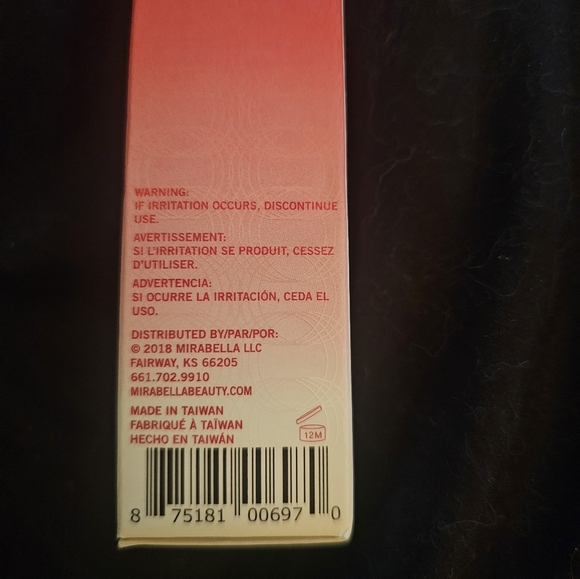 WARNING:
IF IRRITATION OCCURS, DISCONTINUE
USE.
AVERTISSEMENT:
SI L'IRRITATION SE PRODUIT, CESSEZ
D'UTILISER.
ADVERTENCIA:
SI OCURRE LA IRRITACIÓN, CEDA EL
USO.
DISTRIBUTED BY/PAR/POR:
© 2018 MIRABELLA LLC
FAIRWAY, KS 66205
661.702.9910
MIRABELLABEAUTY.COM
MADE IN TAIWAN
FABRIQUÉ À TAÏWAN
HECHO EN TAIWÁN
12M
8 75181 00697 0